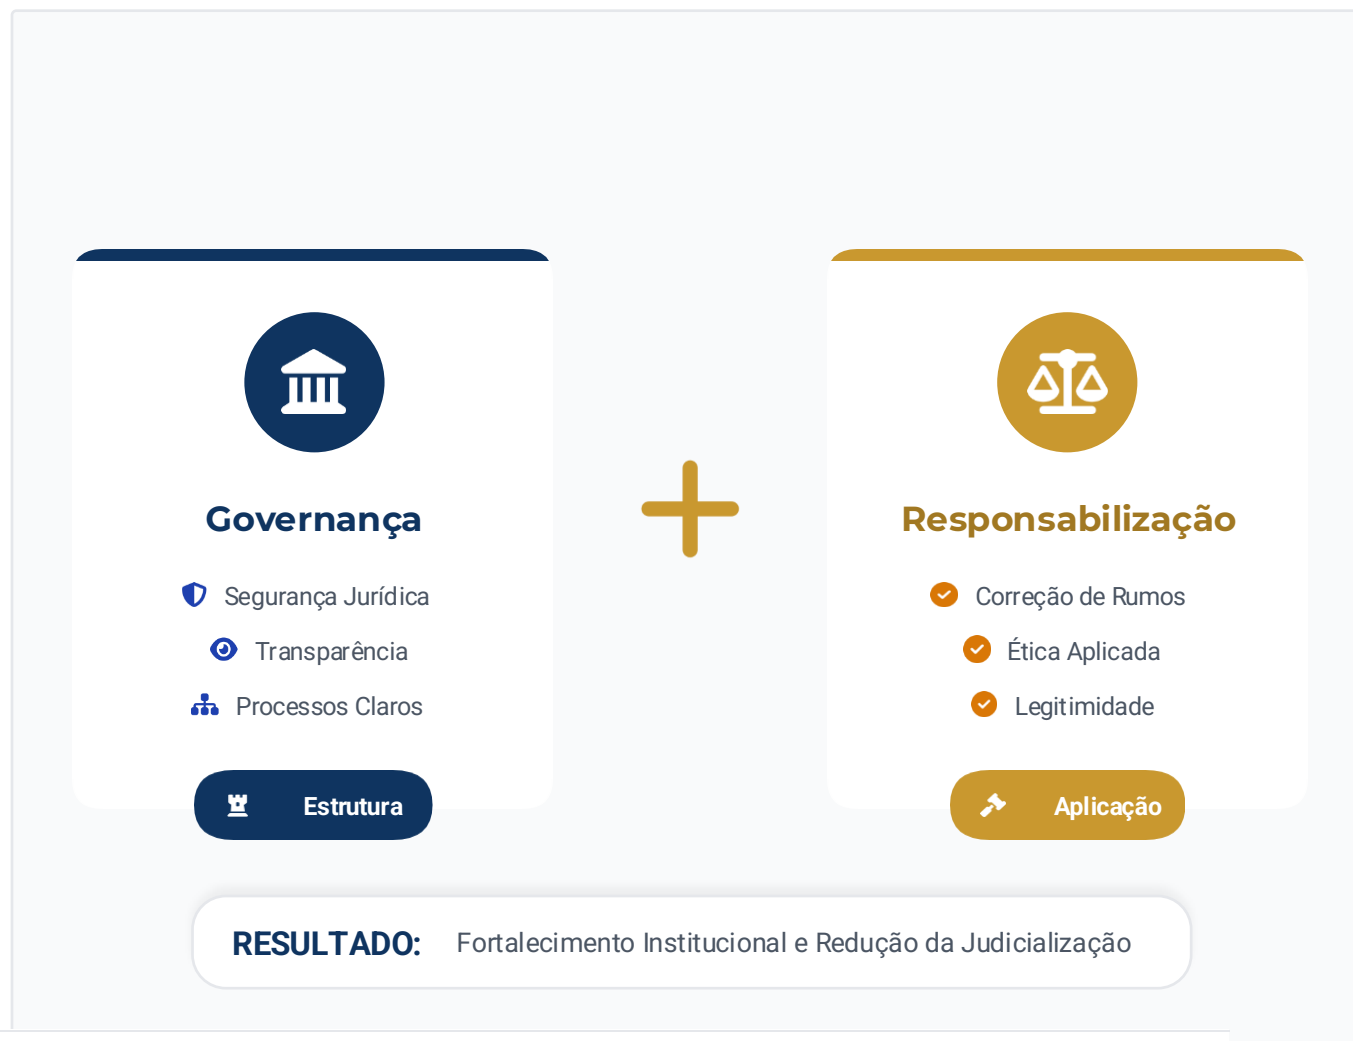 Governança
Segurança Jurídica
Transparência
Processos Claros
Estrutura
Responsabilização
Correção de Rumos
Ética Aplicada
Legitimidade
Aplicação
RESULTADO: Fortalecimento Institucional e Redução da Judicialização